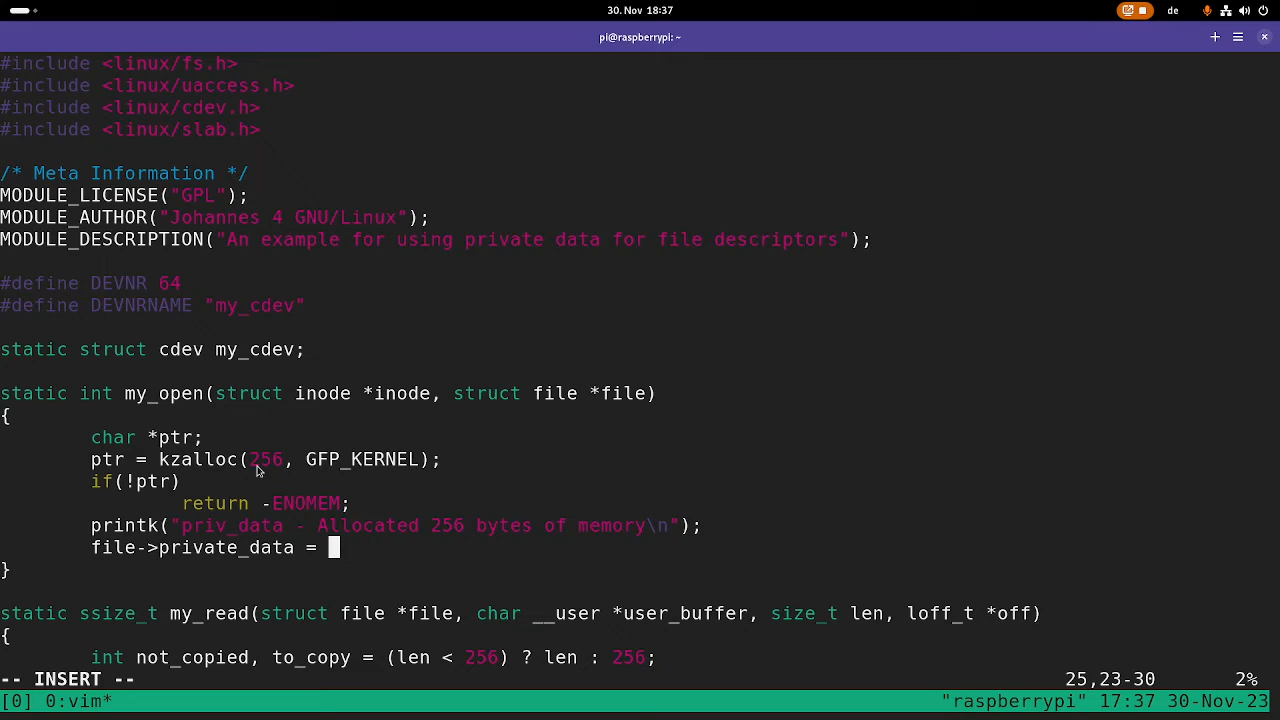 30. Nov 18:37
de
pi@raspberrypi: ~
#include <linux/fs.h>
#include <linux/uaccess.h>
#include <linux/cdev.h>
#include <linux/slab.h>
/* Meta Information */
MODULE_LICENSE("GPL");
MODULE_AUTHOR("Johannes 4 GNU/Linux");
MODULE_DESCRIPTION("An example for using private data for file descriptors");
#define DEVNR 64
#define DEVNRNAME "my_cdev"
static struct cdev my_cdev;
static int my_open(struct inode *inode, struct file *file)
{
        char *ptr;
        ptr = kzalloc(256, GFP_KERNEL);
        if(!ptr)
                return -ENOMEM;
        printk("priv_data - Allocated 256 bytes of memory\n");
        file->private_data =
}
static ssize_t my_read(struct file *file, char __user *user_buffer, size_t len, loff_t *off)
{
        int not_copied, to_copy = (len < 256) ? len : 256;
-- INSERT -- 25,23-30 2%
[0] 0:vim* "raspberrypi" 17:37 30-Nov-23